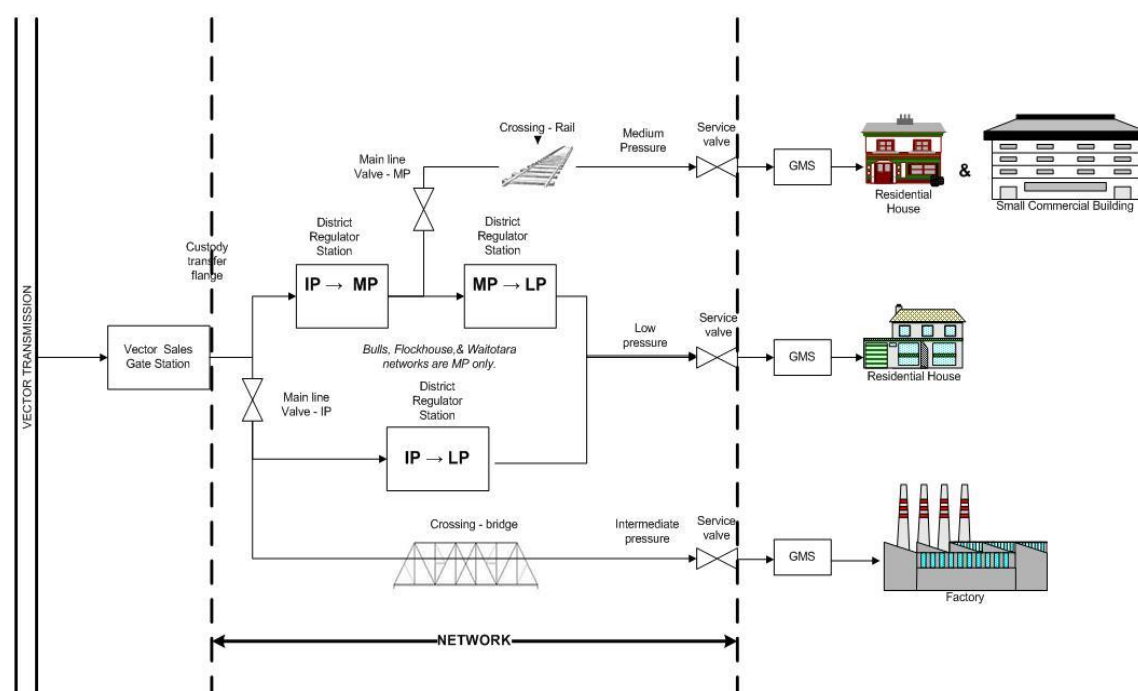 VECTOR TRANSMISSION
Vector Sales
Gate Station
Custody
transfer
flange
District
Regulator
Station
IP → MP
Main line
Valve - MP
Crossing - Rail
Medium
Pressure
Service
valve
GMS
Residential
House
&
Small Commercial Building
District
Regulator
Station
MP → LP
Bulls, Flockhouse,& Waitotara
networks are MP only.
Low
pressure
Service
valve
GMS
Residential House
Main line
Valve - IP
District
Regulator
Station
IP → LP
Crossing - bridge
Intermediate
pressure
Service
valve
GMS
Factory
NETWORK